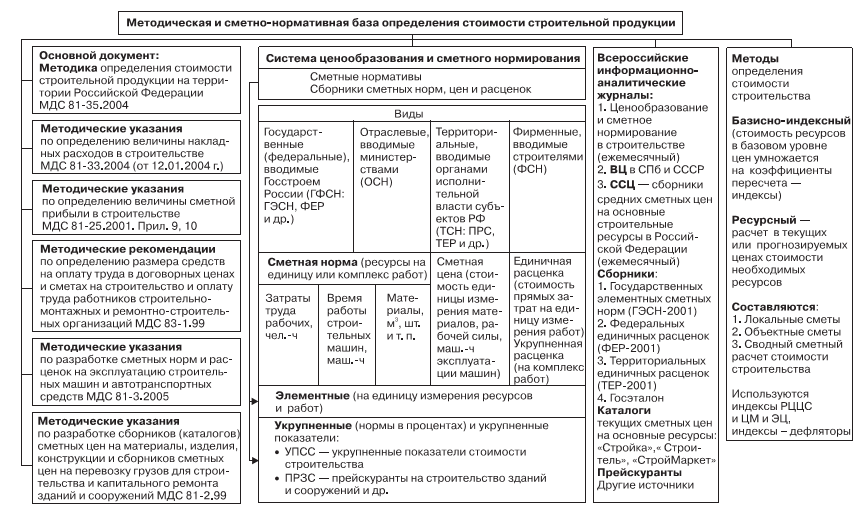 Методическая и сметно-нормативная база определения стоимости строительной продукции
Основной документ:
Методика определения стоимости
строительной продукции на терри-
тории Российской Федерации
МДС 81-35.2004
Методические указания
по определению величины наклад-
ных расходов в строительстве
МДС 81-33.2004 (от 12.01.2004 г.)
Методические указания
по определению величины сметной
прибыли в строительстве
МДС 81-25.2001. Прил. 9, 10
Методические рекомендации
по определению размера средств
на оплату труда в договорных ценах
и сметах на строительство и оплату
труда работников строительно-
монтажных и ремонтно-строитель-
ных организаций МДС 83-1.99
Методические указания
по разработке сметных норм и рас-
ценок на эксплуатацию строитель-
ных машин и автотранспортных
средств МДС 81-3.2005
Методические указания
по разработке сборников (каталогов)
сметных цен на материалы, изделия,
конструкции и сборников сметных
цен на перевозку грузов для строи-
тельства и капитального ремонта
зданий и сооружений МДС 81-2.99
Система ценообразования и сметного нормирования
Сметные нормативы
Сборники сметных норм, цен и расценок
Виды
Государст-
венные
(федеральные),
вводимые
Госстроем
России (ГФСН:
ГЭСН, ФЕР
и др.)
Отраслевые,
вводимые
министер-
ствами
(ОСН)
Территори-
альные,
вводимые
органами
исполни-
тельной
власти субъ-
ектов РФ
(ТСН: ПРС,
ТЕР и др.)
Фирменные,
вводимые
строителями
(ФСН)
Сметная норма (ресурсы на
единицу или комплекс работ)
Затраты
труда
рабочих,
чел.-ч
Время
работы
строи-
тельных
машин,
маш.-ч
Мате-
риалы,
м³, шт.
и т. п.
Сметная
цена (стои-
мость еди-
ницы изме-
рения мате-
риалов, ра-
бочей силы,
маш.-ч
эксплуата-
ции машин)
Единичная
расценка
(стоимость
прямых за-
трат на еди-
ницу изме-
рения работ)
Укрупненная
расценка
(на комплекс
работ)
Элементные (на единицу измерения ресурсов
и работ)
Укрупненные (нормы в процентах) и укрупненные
показатели:
• УПСС — укрупненные показатели стоимости
строительства
• ПРЗС — прейскуранты на строительство зданий
и сооружений и др.
Всероссийские
информационно-
аналитические
журналы:
1. Ценообразование
и сметное
нормирование
в строительстве
(ежемесячный)
2. ВЦ в СПб и СССР
3. ССЦ — сборники
средних сметных цен
на основные
строительные
ресурсы в Россий-
ской Федерации
(ежемесячный)
Сборники:
1. Государственных
элементных сметных
норм (ГЭСН-2001)
2. Федеральных
единичных расценок
(ФЕР-2001)
3. Территориальных
единичных расценок
(ТЕР-2001)
4. Госэталон
Каталоги
текущих сметных цен
на основные ресурсы:
«Стройка»,« Строи-
тель», «СтройМаркет»
Прейскуранты
Другие источники
Методы
определения
стоимости
строительства
Базисно-индексный
(стоимость ресурсов
в базовом уровне
цен умножается
на коэффициенты
пересчета —
индексы)
Ресурсный —
расчет в текущих
или прогнозируемых
ценах стоимости
необходимых
ресурсов
Составляются:
1. Локальные сметы
2. Объектные сметы
3. Сводный сметный
расчет стоимости
строительства
Используются
индексы РЦЦС
и ЦМ и ЭЦ,
индексы – дефляторы